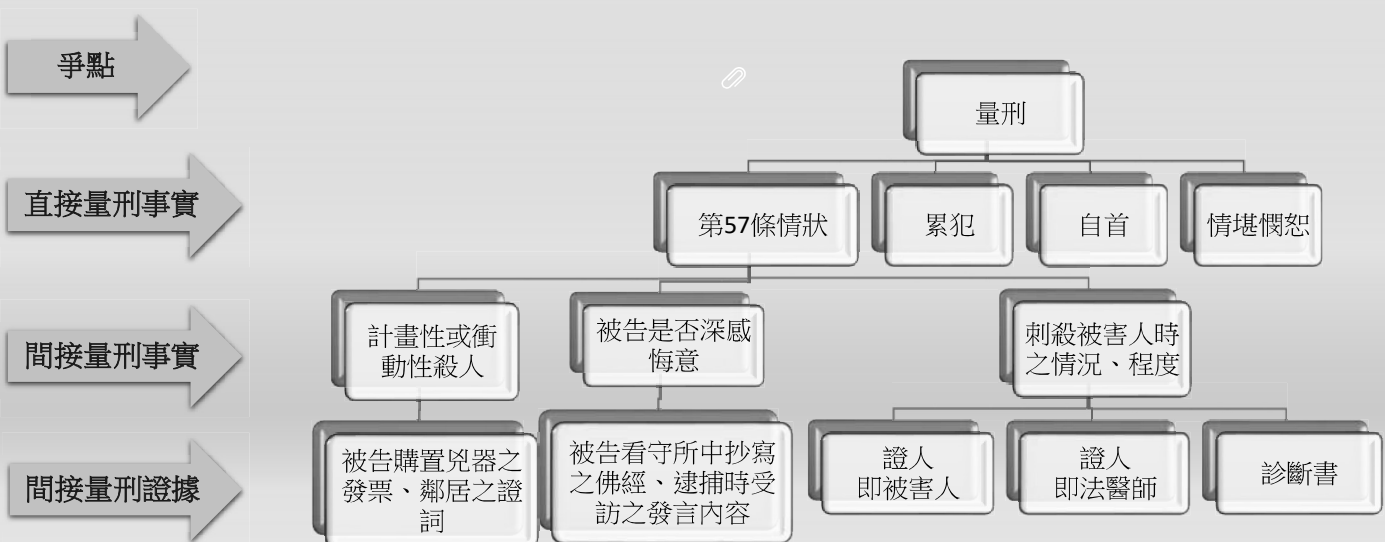 爭點
量刑
直接量刑事實
第57條情狀
累犯
自首
情堪憫恕
間接量刑事實
計畫性或衝
動性殺人
被告是否深感
悔意
刺殺被害人時
之情況、程度
間接量刑證據
被告購置兇器之
發票、鄰居之證
詞
被告看守所中抄寫
之佛經、逮捕時受
訪之發言內容
證人
即被害人
證人
即法醫師
診斷書